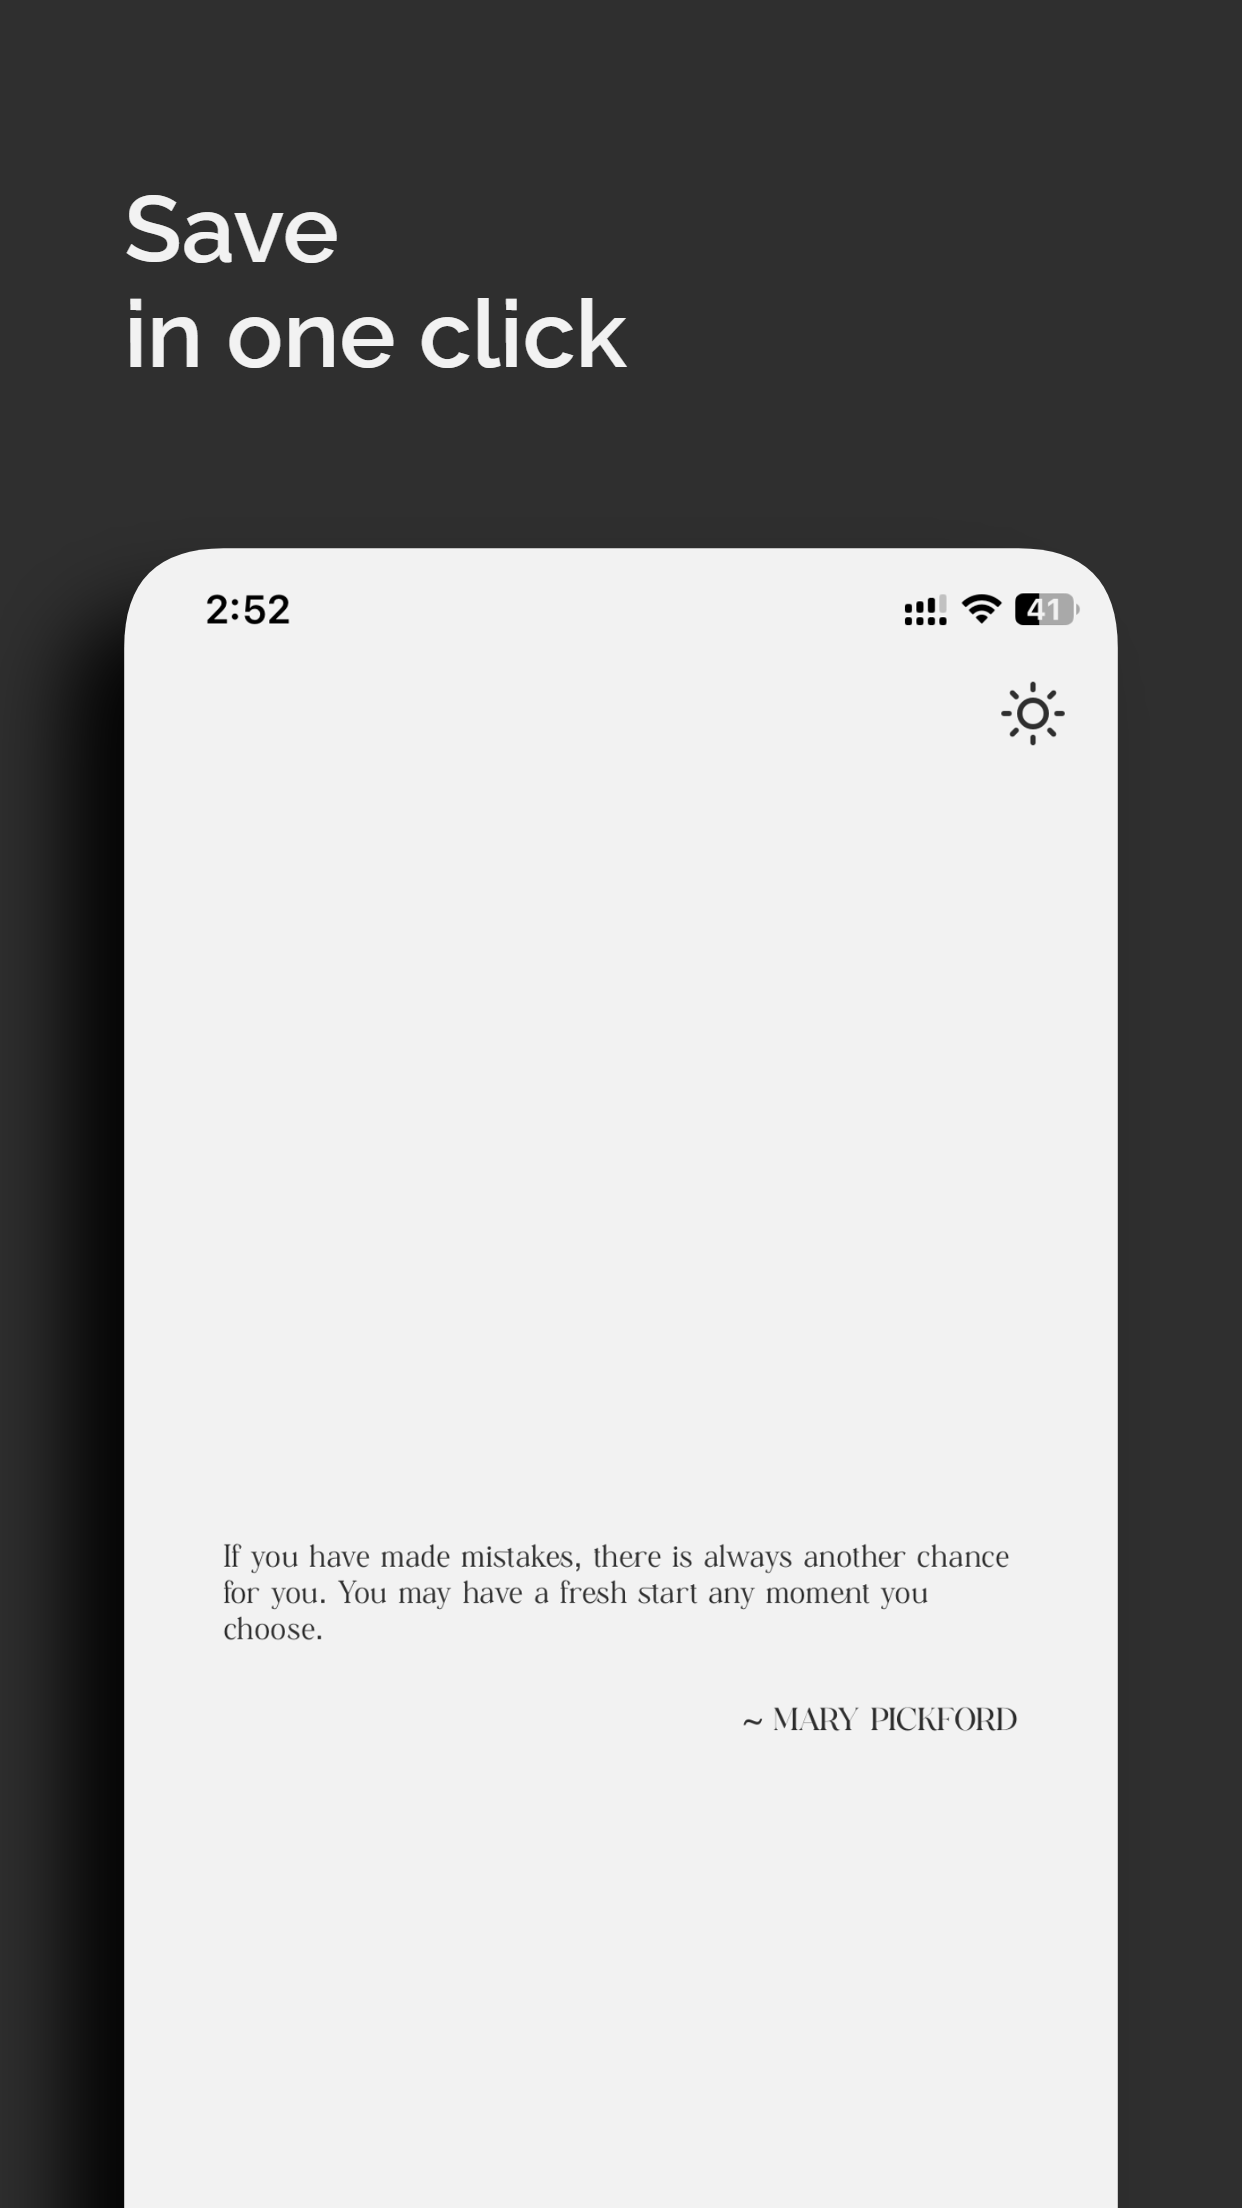 Save
in one click
2:52
41
If you have made mistakes, there is always another chance
for you. You may have a fresh start any moment you
choose.
~ MARY PICKFORD